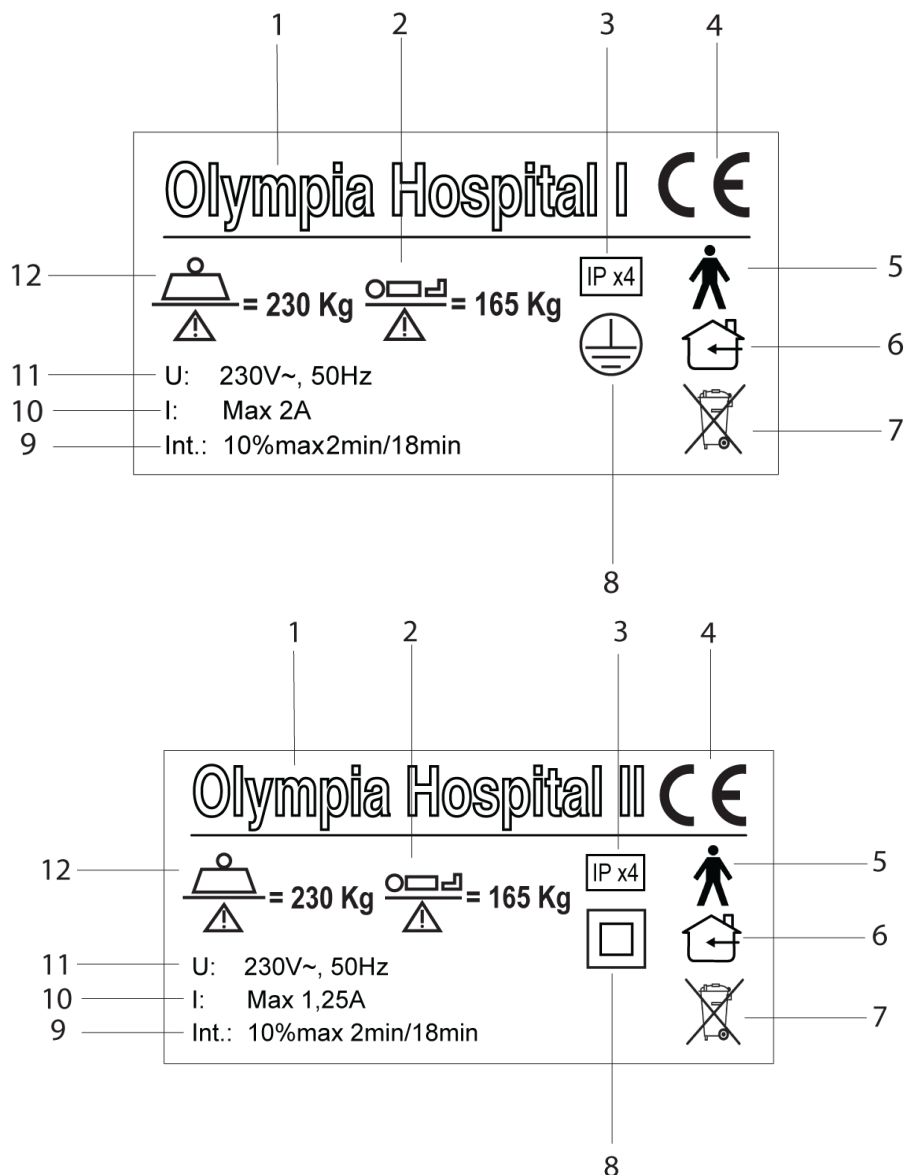 1 2 3 4
Olympia Hospital I CE
12 = 230 Kg = 165 Kg IP x4 5
6
11 U: 230V~, 50Hz
10 I: Max 2A
9 Int.: 10%max2min/18min 7
8
1 2 3 4
Olympia Hospital II CE
12 = 230 Kg = 165 Kg IP x4 5
6
11 U: 230V~, 50Hz
10 I: Max 1,25A
9 Int.: 10%max 2min/18min 7
8